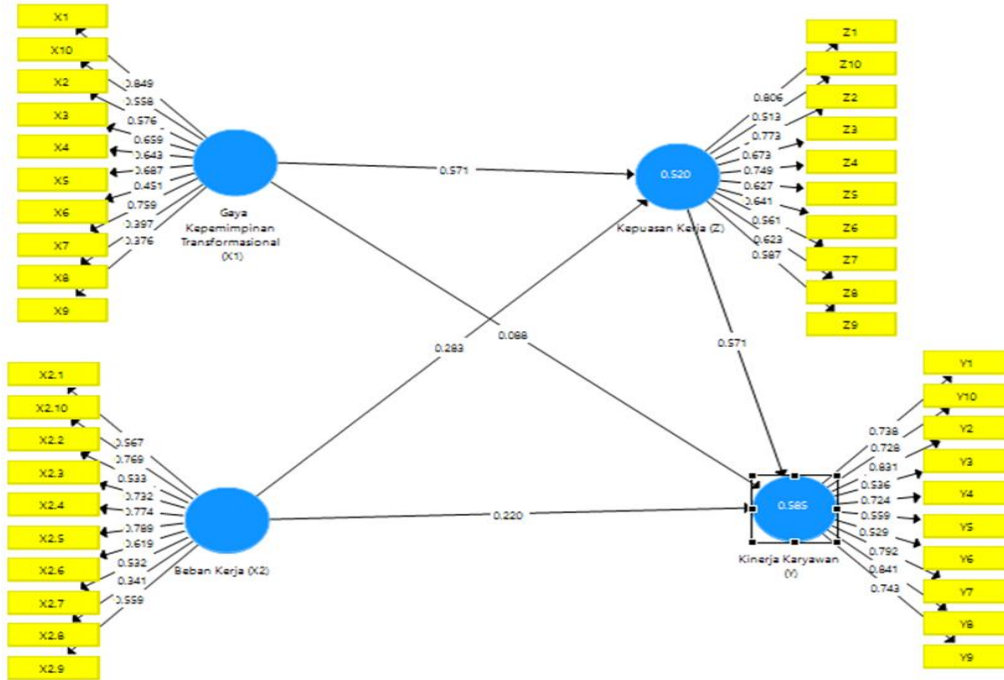 X1
X10
X2
X3
X4
X5
X6
X7
X8
X9
0.849
0.558
0.576
0.659
0.643
0.687
0.451
0.759
0.397
0.376
Gaya
Kepemimpinan
Transformasional
(X1)
0.571
0.283
0.088
0.520
Kepuasan Kerja (Z)
0.806
0.513
0.773
0.673
0.749
0.627
0.641
0.561
0.623
0.587
Z1
Z10
Z2
Z3
Z4
Z5
Z6
Z7
Z8
Z9
0.571
X2.1
X2.10
X2.2
X2.3
X2.4
X2.5
X2.6
X2.7
X2.8
X2.9
0.567
0.769
0.533
0.732
0.774
0.789
0.619
0.532
0.341
0.559
Beban Kerja (X2)
0.220
0.585
Kinerja Karyawan
(Y)
0.738
0.728
0.831
0.536
0.724
0.559
0.529
0.792
0.841
0.743
Y1
Y10
Y2
Y3
Y4
Y5
Y6
Y7
Y8
Y9